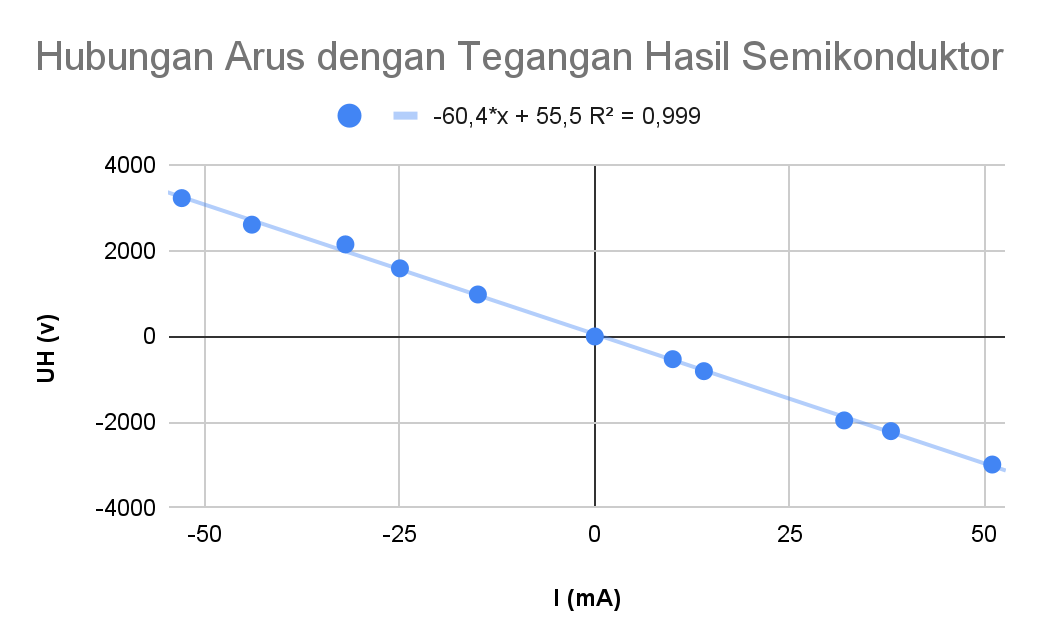 Hubungan Arus dengan Tegangan Hasil Semikonduktor
-60,4*x + 55,5 R² = 0,999
4000
2000
0
-2000
-4000
UH (v)
-50
-25
0
25
50
I (mA)